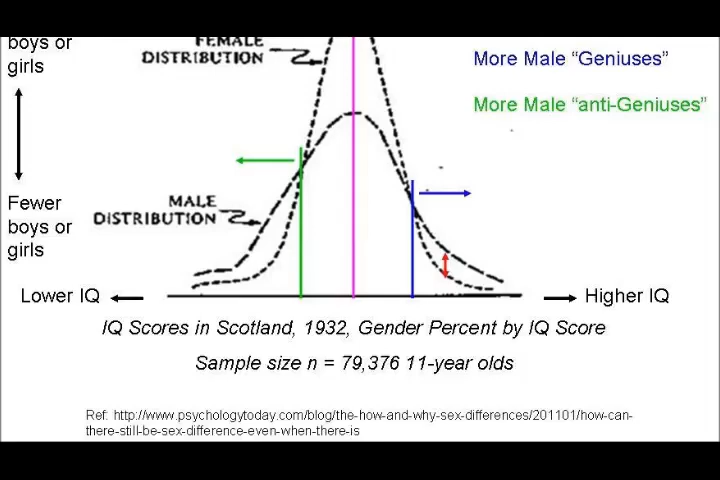 boys or
girls
FEMALE
DISTRIBUTION
More Male “Geniuses”
More Male “anti-Geniuses”
Fewer
boys or
girls
MALE
DISTRIBUTION
Lower IQ
Higher IQ
IQ Scores in Scotland, 1932, Gender Percent by IQ Score
Sample size n = 79,376 11-year olds
Ref: http://www.psychologytoday.com/blog/the-how-and-why-sex-differences/201101/how-can-
there-still-be-sex-difference-even-when-there-is